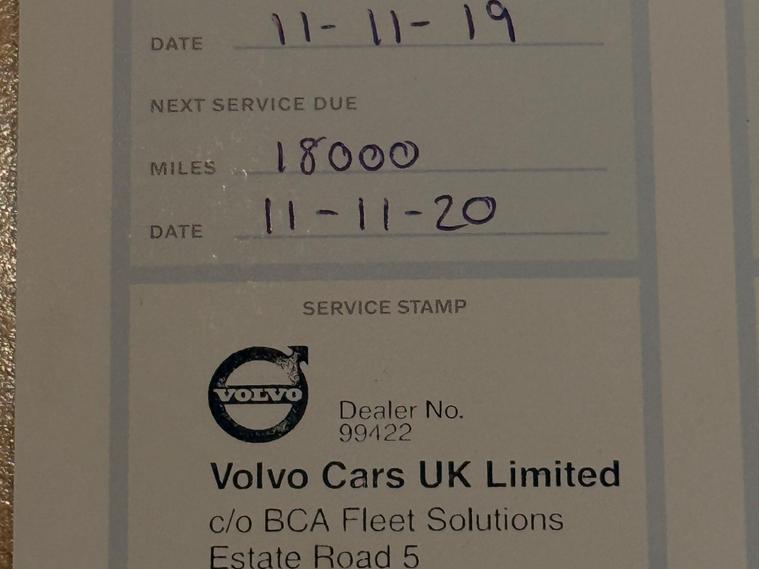 DATE 11-11-19
NEXT SERVICE DUE
MILES 18000
DATE 11-11-20
SERVICE STAMP
VOLVO
Dealer No.
99422
Volvo Cars UK Limited
c/o BCA Fleet Solutions
Estate Road 5